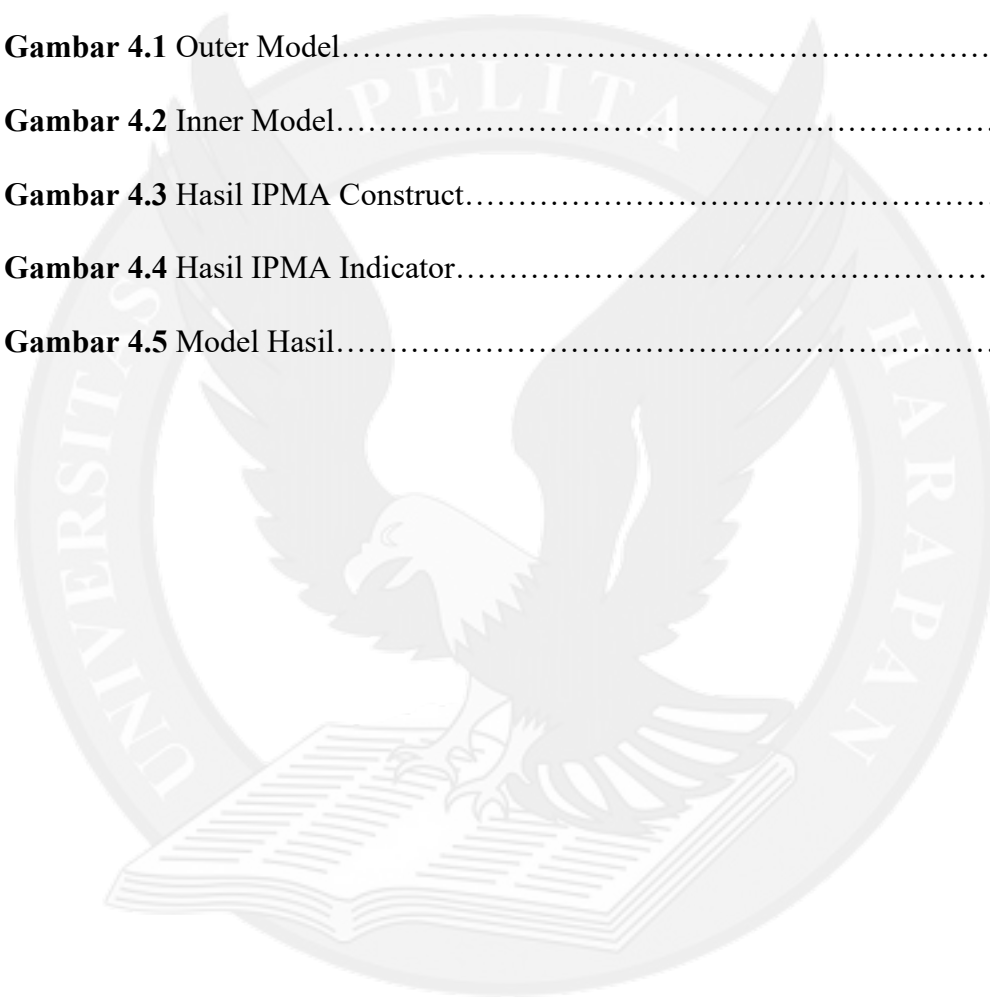 Gambar 4.1 Outer Model…………………………………………………………
Gambar 4.2 Inner Model…………………………………………………………
Gambar 4.3 Hasil IPMA Construct……………………………………………
Gambar 4.4 Hasil IPMA Indicator……………………………………………
Gambar 4.5 Model Hasil…………………………………………………………
UNIVERSITAS PELITA HARAPAN